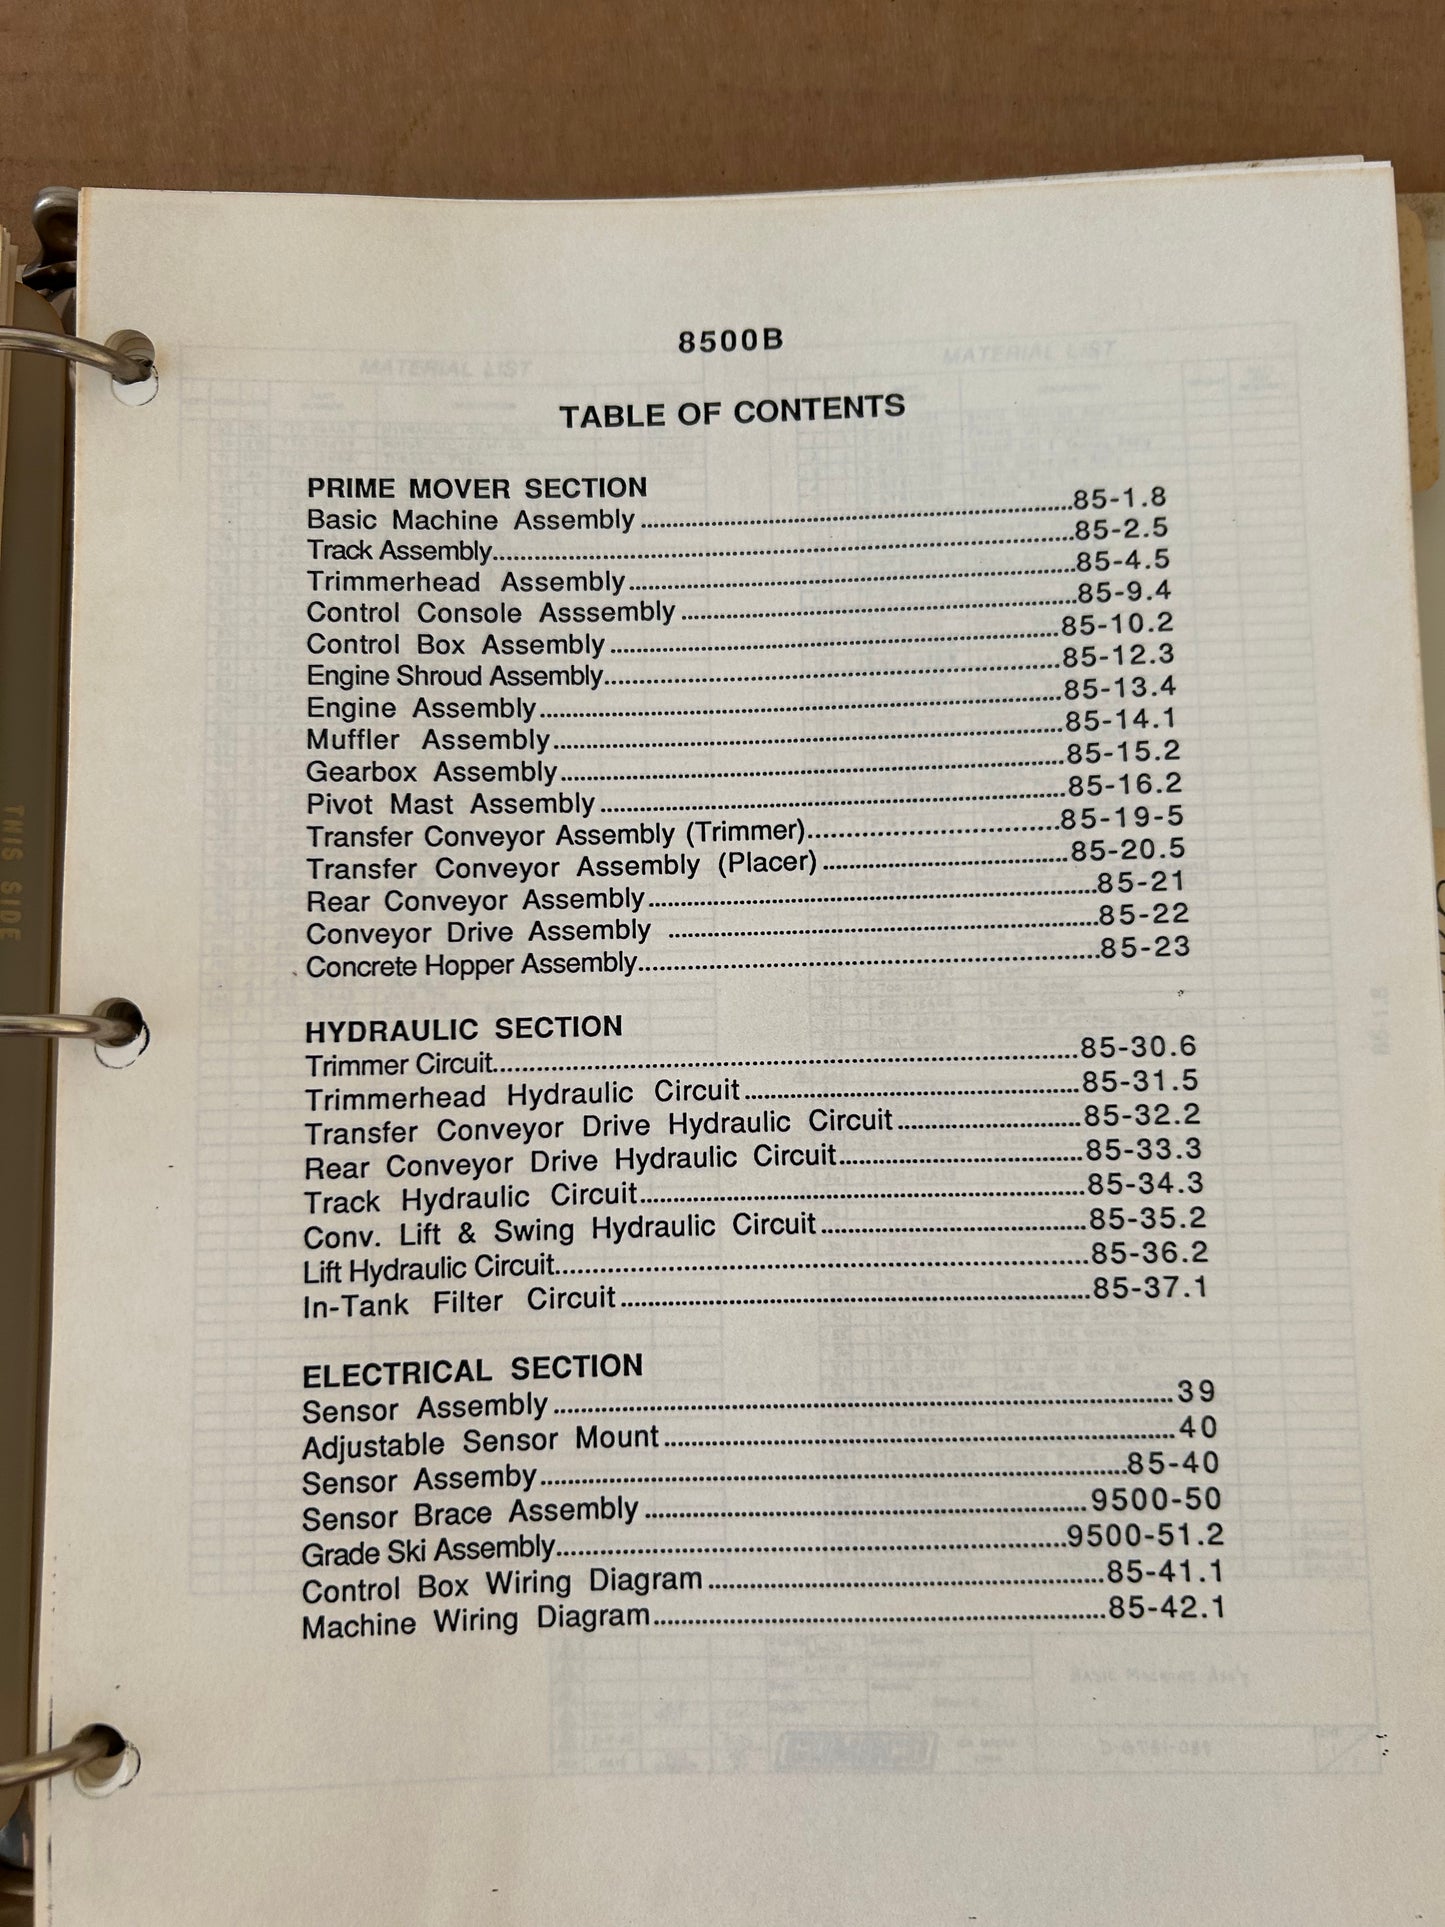 8500B
TABLE OF CONTENTS
PRIME MOVER SECTION
Basic Machine Assembly ........ 85-1.8
Track Assembly ........ 85-2.5
Trimmerhead Assembly ........ 85-4.5
Control Console Asssembly ........ 85-9.4
Control Box Assembly ........ 85-10.2
Engine Shroud Assembly ........ 85-12.3
Engine Assembly ........ 85-13.4
Muffler Assembly ........ 85-14.1
Gearbox Assembly ........ 85-15.2
Pivot Mast Assembly ........ 85-16.2
Transfer Conveyor Assembly (Trimmer) ........ 85-19-5
Transfer Conveyor Assembly (Placer) ........ 85-20.5
Rear Conveyor Assembly ........ 85-21
Conveyor Drive Assembly ........ 85-22
Concrete Hopper Assembly ........ 85-23
HYDRAULIC SECTION
Trimmer Circuit ........ 85-30.6
Trimmerhead Hydraulic Circuit ........ 85-31.5
Transfer Conveyor Drive Hydraulic Circuit ........ 85-32.2
Rear Conveyor Drive Hydraulic Circuit ........ 85-33.3
Track Hydraulic Circuit ........ 85-34.3
Conv. Lift & Swing Hydraulic Circuit ........ 85-35.2
Lift Hydraulic Circuit ........ 85-36.2
In-Tank Filter Circuit ........ 85-37.1
ELECTRICAL SECTION
Sensor Assembly ........ 39
Adjustable Sensor Mount ........ 40
Sensor Assemby ........ 85-40
Sensor Brace Assembly ........ 9500-50
Grade Ski Assembly ........ 9500-51.2
Control Box Wiring Diagram ........ 85-41.1
Machine Wiring Diagram ........ 85-42.1
THIS SIDE
MATERIAL LIST
MATERIAL LIST